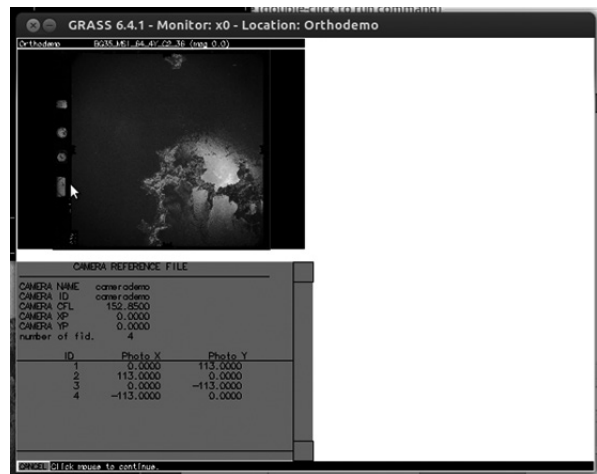 [double-click to run command]
GRASS 6.4.1 - Monitor: x0 - Location: Orthodemo
Orthodemo
CAMERA REFERENCE FILE
CAMERA NAME camerademo
CAMERA ID camerademo
CAMERA CFL 152.8500
CAMERA XP 0.0000
CAMERA YP 0.0000
number of fid. 4
ID Photo X Photo Y
1 0.0000 113.0000
2 113.0000 0.0000
3 0.0000 -113.0000
4 -113.0000 0.0000
CANCEL Click mouse to continue.